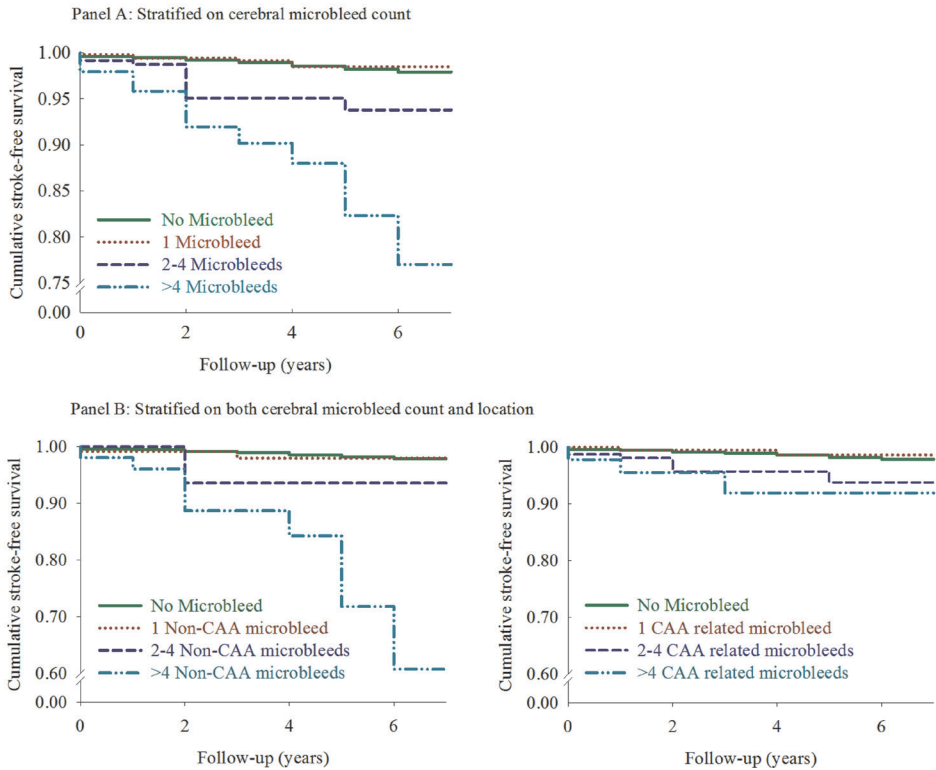 Panel A: Stratified on cerebral microbleed count
Cumulative stroke-free survival
1.00
0.95
0.90
0.85
0.80
0.75
0.00
No Microbleed
1 Microbleed
2-4 Microbleeds
>4 Microbleeds
0 2 4 6
Follow-up (years)
Panel B: Stratified on both cerebral microbleed count and location
Cumulative stroke-free survival
1.00
0.90
0.80
0.70
0.60
0.00
No Microbleed
1 Non-CAA microbleed
2-4 Non-CAA microbleeds
>4 Non-CAA microbleeds
0 2 4 6
Follow-up (years)
Cumulative stroke-free survival
1.00
0.90
0.80
0.70
0.60
0.00
No Microbleed
1 CAA related microbleed
2-4 CAA related microbleeds
>4 CAA related microbleeds
0 2 4 6
Follow-up (years)